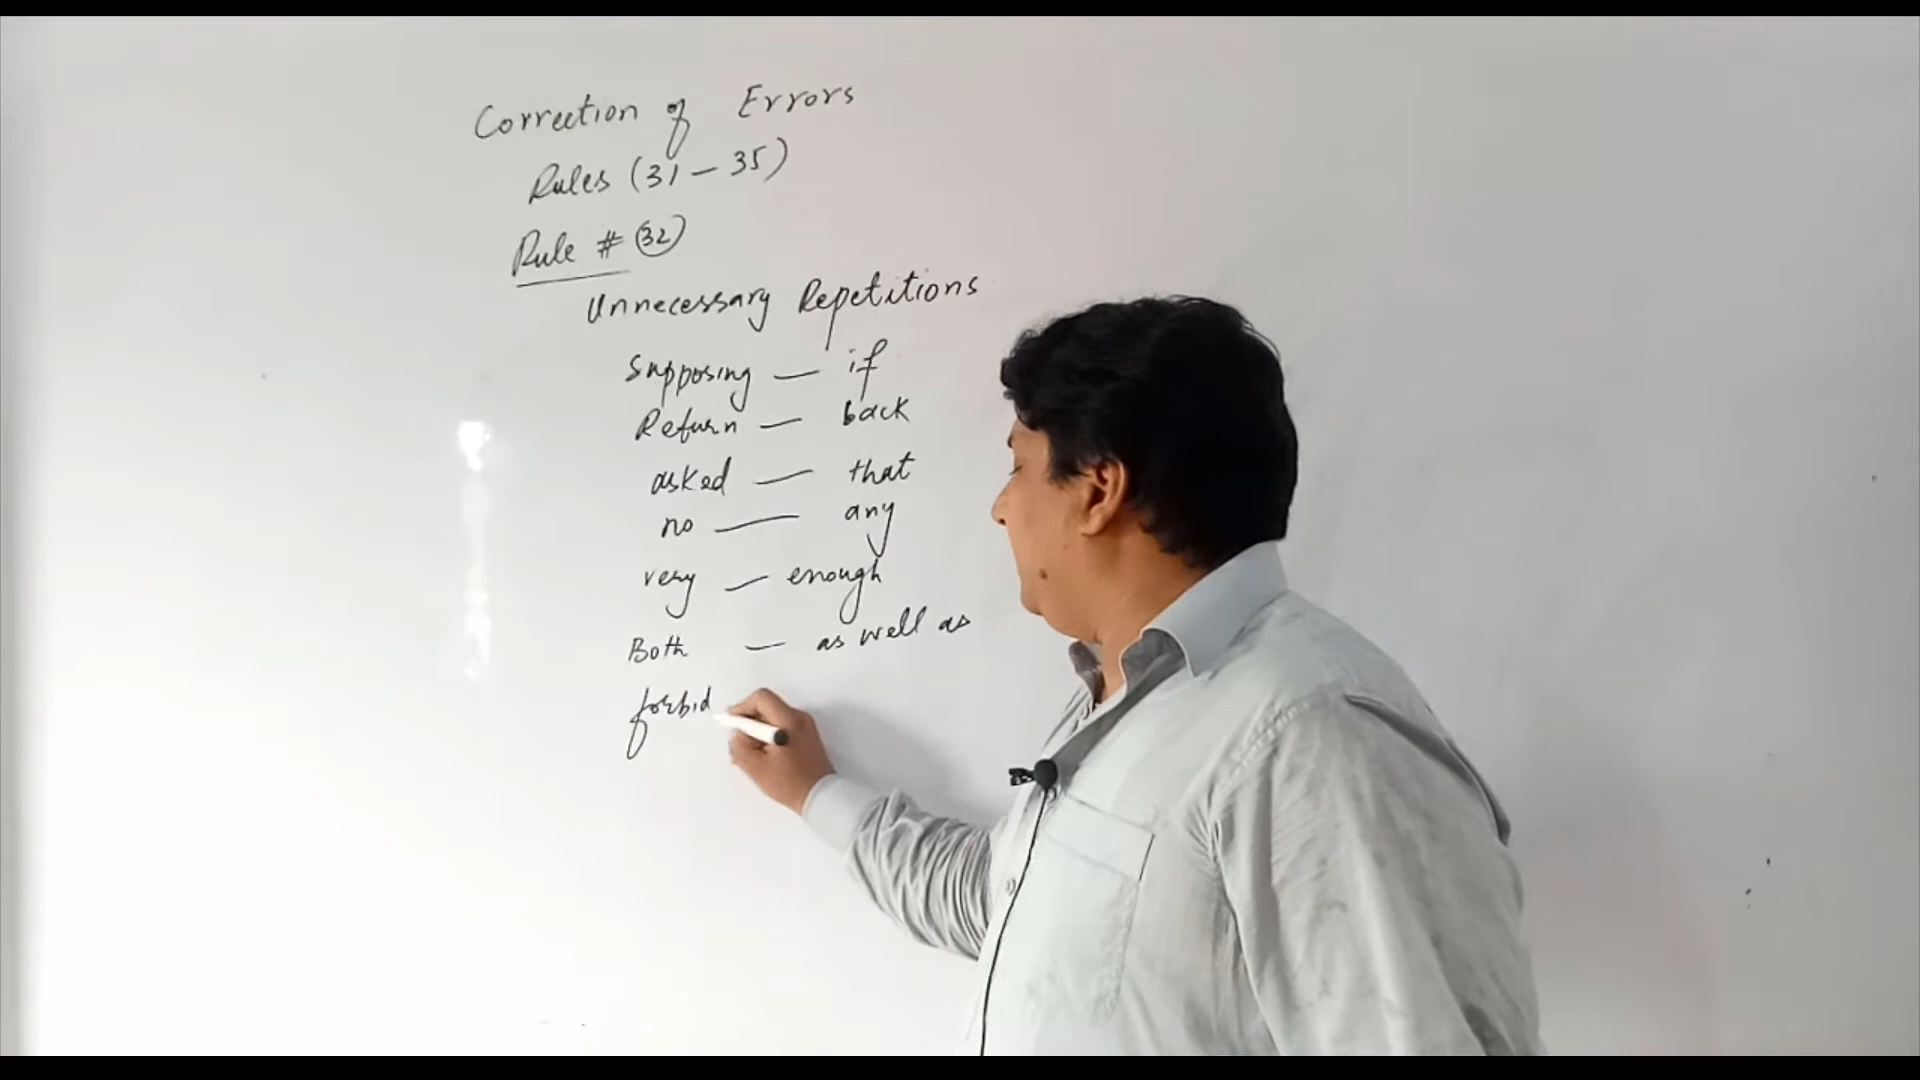 Correction of Errors
Rules (31 – 35)
Rule # 32
Unnecessary Repetitions
Supposing — if
Return — back
asked — that
no — any
very — enough
Both — as well as
forbid